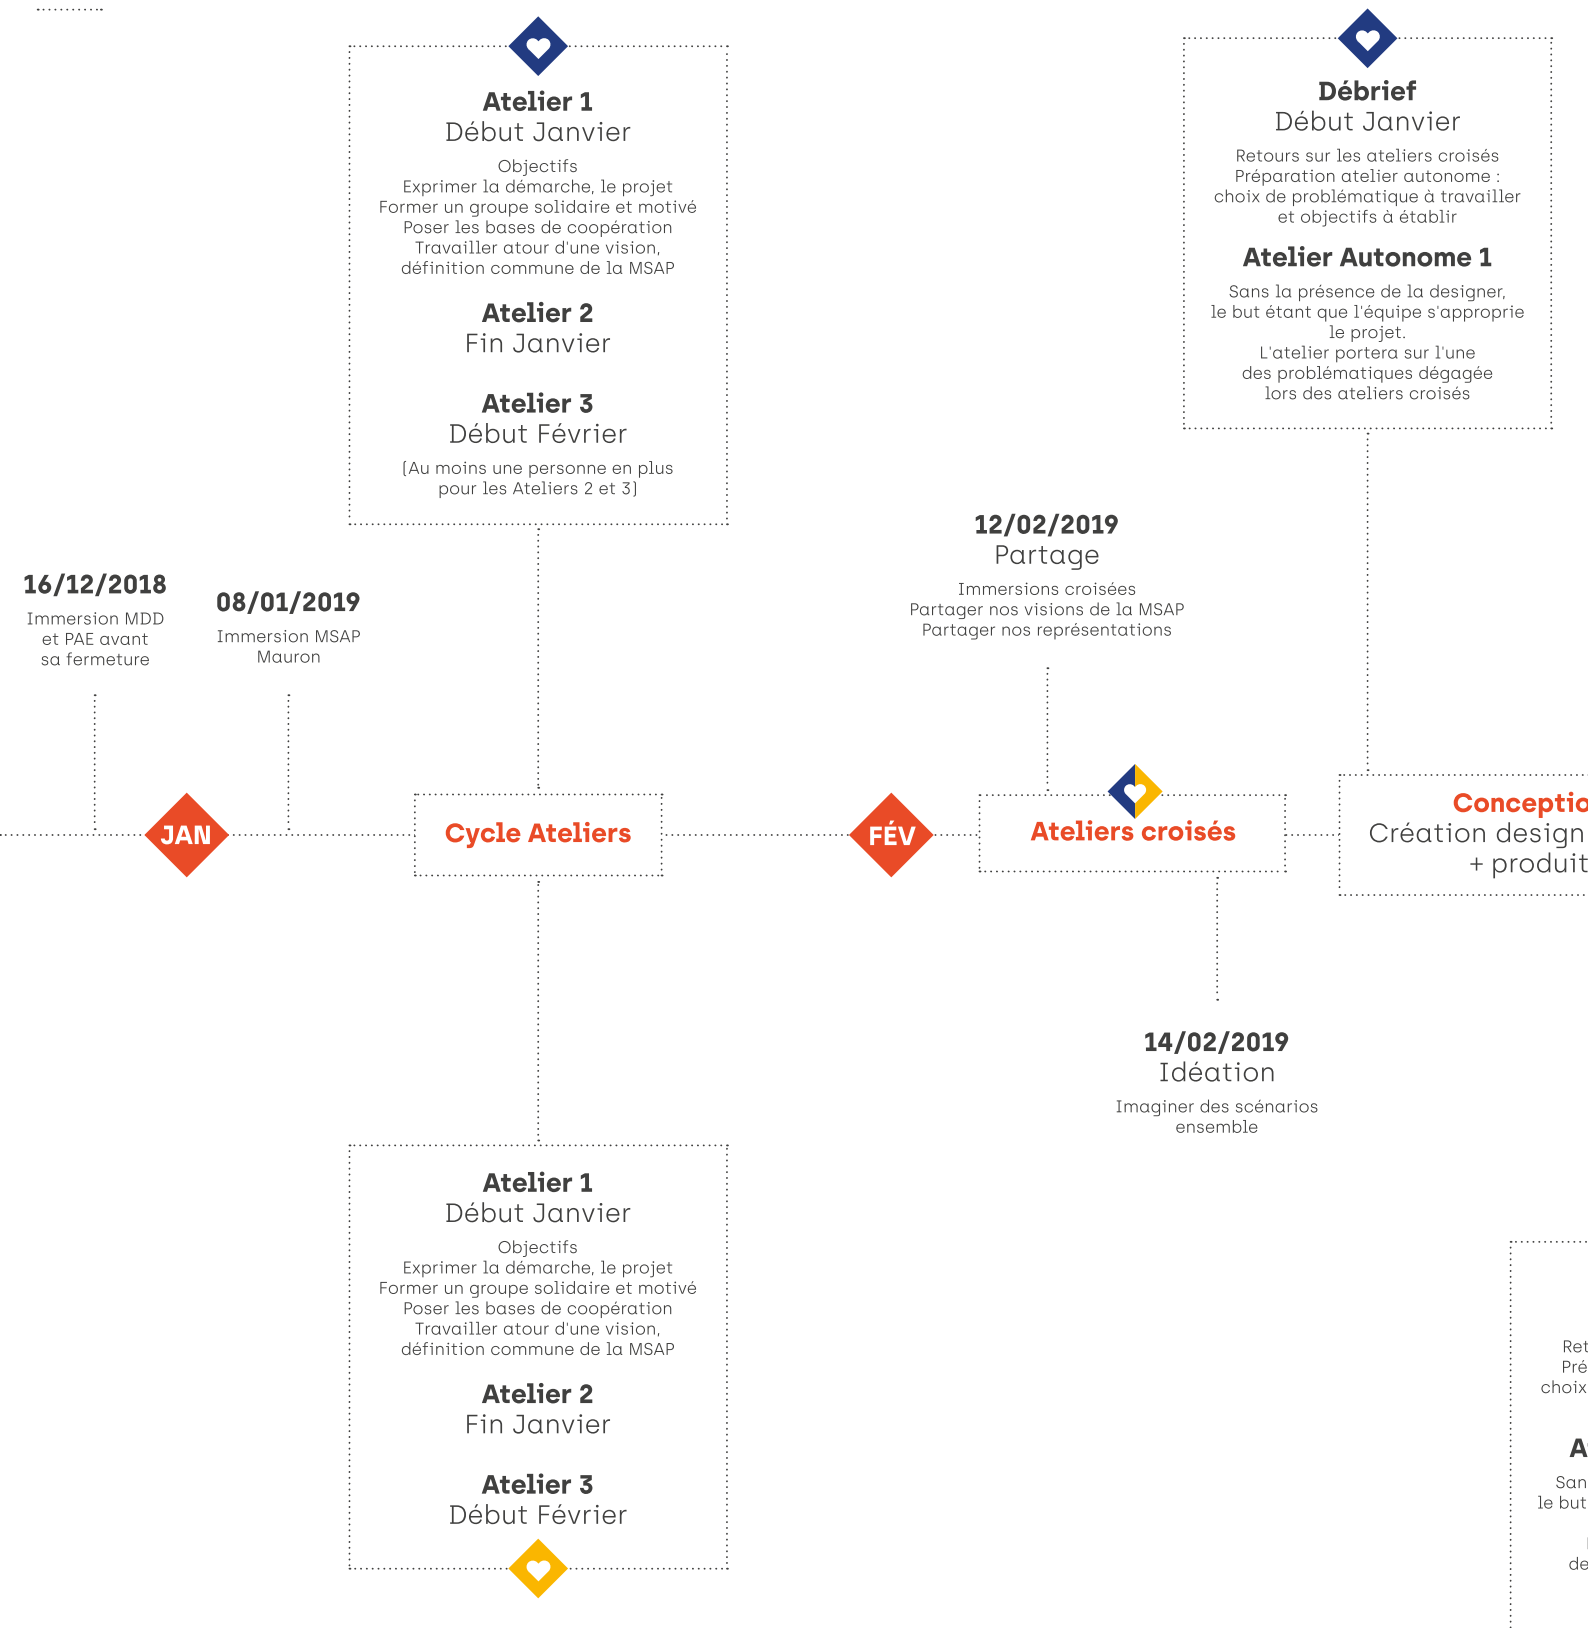 Atelier 1
Début Janvier
Objectifs
Exprimer la démarche, le projet
Former un groupe solidaire et motivé
Poser les bases de coopération
Travailler atour d'une vision,
définition commune de la MSAP
Atelier 2
Fin Janvier
Atelier 3
Début Février
(Au moins une personne en plus
pour les Ateliers 2 et 3)
Débrief
Début Janvier
Retours sur les ateliers croisés
Préparation atelier autonome :
choix de problématique à travailler
et objectifs à établir
Atelier Autonome 1
Sans la présence de la designer,
le but étant que l'équipe s'approprie
le projet.
L'atelier portera sur l'une
des problématiques dégagée
lors des ateliers croisés
16/12/2018
Immersion MDD
et PAE avant
sa fermeture
08/01/2019
Immersion MSAP
Mauron
12/02/2019
Partage
Immersions croisées
Partager nos visions de la MSAP
Partager nos représentations
JAN
Cycle Ateliers
FÉV
Ateliers croisés
Conceptio
Création design
+ produit
14/02/2019
Idéation
Imaginer des scénarios
ensemble
Atelier 1
Début Janvier
Objectifs
Exprimer la démarche, le projet
Former un groupe solidaire et motivé
Poser les bases de coopération
Travailler atour d'une vision,
définition commune de la MSAP
Atelier 2
Fin Janvier
Atelier 3
Début Février
Ret
Pré
choix
San
le but
de